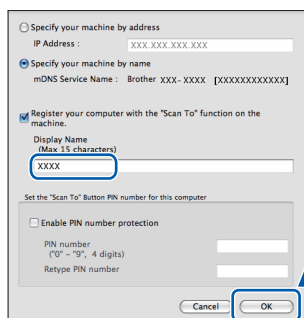 Specify your machine by address
IP Address : XXX.XXX.XXX.XXX
Specify your machine by name
mDNS Service Name : Brother XXX-XXXX [XXXXXXXXXXXX]
Register your computer with the "Scan To" function on the
machine.
Display Name
(Max 15 characters)
XXXX
Set the "Scan To" Button PIN number for this computer
Enable PIN number protection
PIN number
("0" – "9", 4 digits)
Retype PIN number
Cancel OK